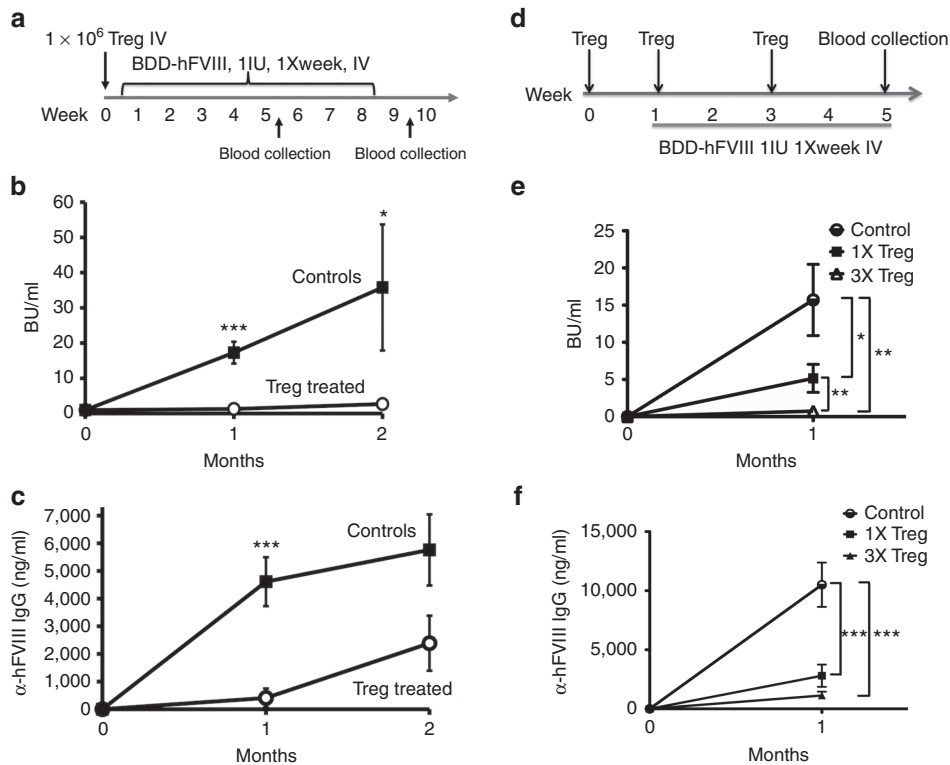 a
1 × 10⁶ Treg IV
BDD-hFVIII, 1IU, 1Xweek, IV
Week 0 1 2 3 4 5 6 7 8 9 10
Blood collection Blood collection
b
60
50
40
30
20
10
0
BU/ml
Controls
Treg treated
***
*
0 1 2
Months
c
7,000
6,000
5,000
4,000
3,000
2,000
1,000
0
α-hFVIII IgG (ng/ml)
Controls
Treg treated
***
0 1 2
Months
d
Treg Treg Treg Blood collection
Week
0 1 2 3 4 5
BDD-hFVIII 1IU 1Xweek IV
e
Control
1X Treg
3X Treg
25
20
15
10
5
0
BU/ml
*
**
**
0 1
Months
f
Control
1X Treg
3X Treg
15,000
10,000
5,000
0
α-hFVIII IgG (ng/ml)
*** ***
0 1
Months